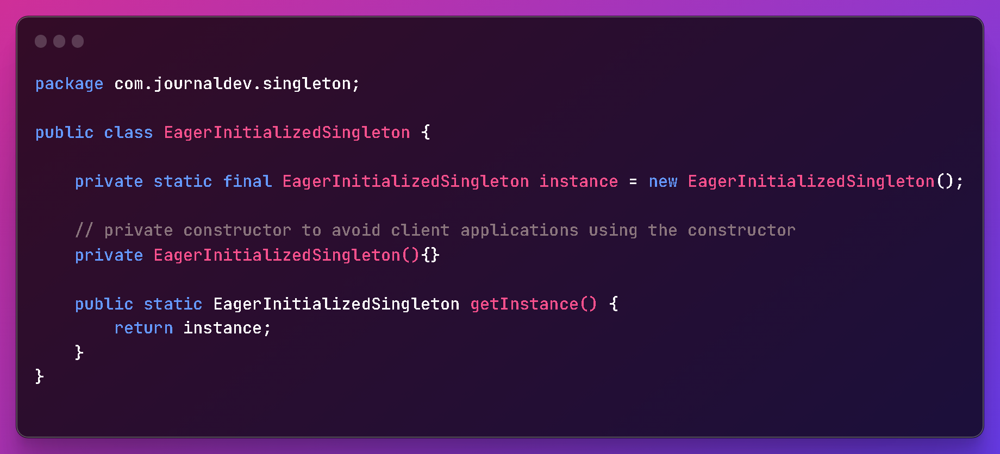 package com.journaldev.singleton;
public class EagerInitializedSingleton {
private static final EagerInitializedSingleton instance = new EagerInitializedSingleton();
// private constructor to avoid client applications using the constructor
private EagerInitializedSingleton(){}
public static EagerInitializedSingleton getInstance() {
return instance;
}
}